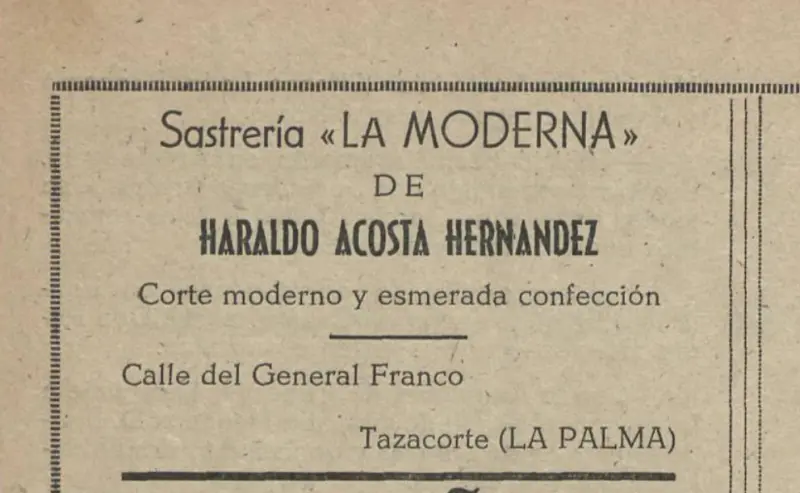 Sastrería «LA MODERNA»
DE
HARALDO ACOSTA HERNANDEZ
Corte moderno y esmerada confección
Calle del General Franco
Tazacorte (LA PALMA)